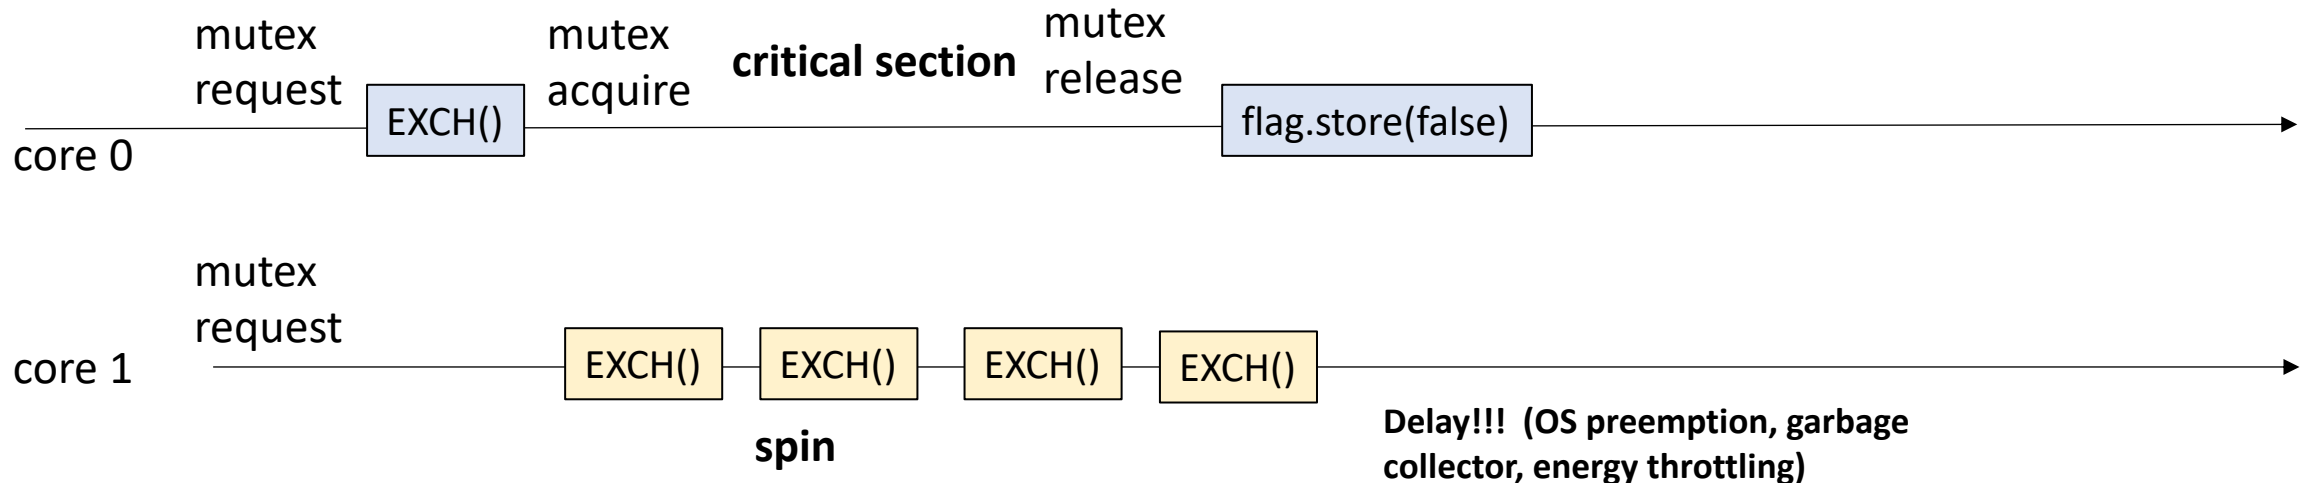 mutex
request
EXCH()
mutex
acquire
critical section
mutex
release
flag.store(false)
core 0
mutex
request
core 1
EXCH()
EXCH()
EXCH()
EXCH()
spin
Delay!!! (OS preemption, garbage
collector, energy throttling)